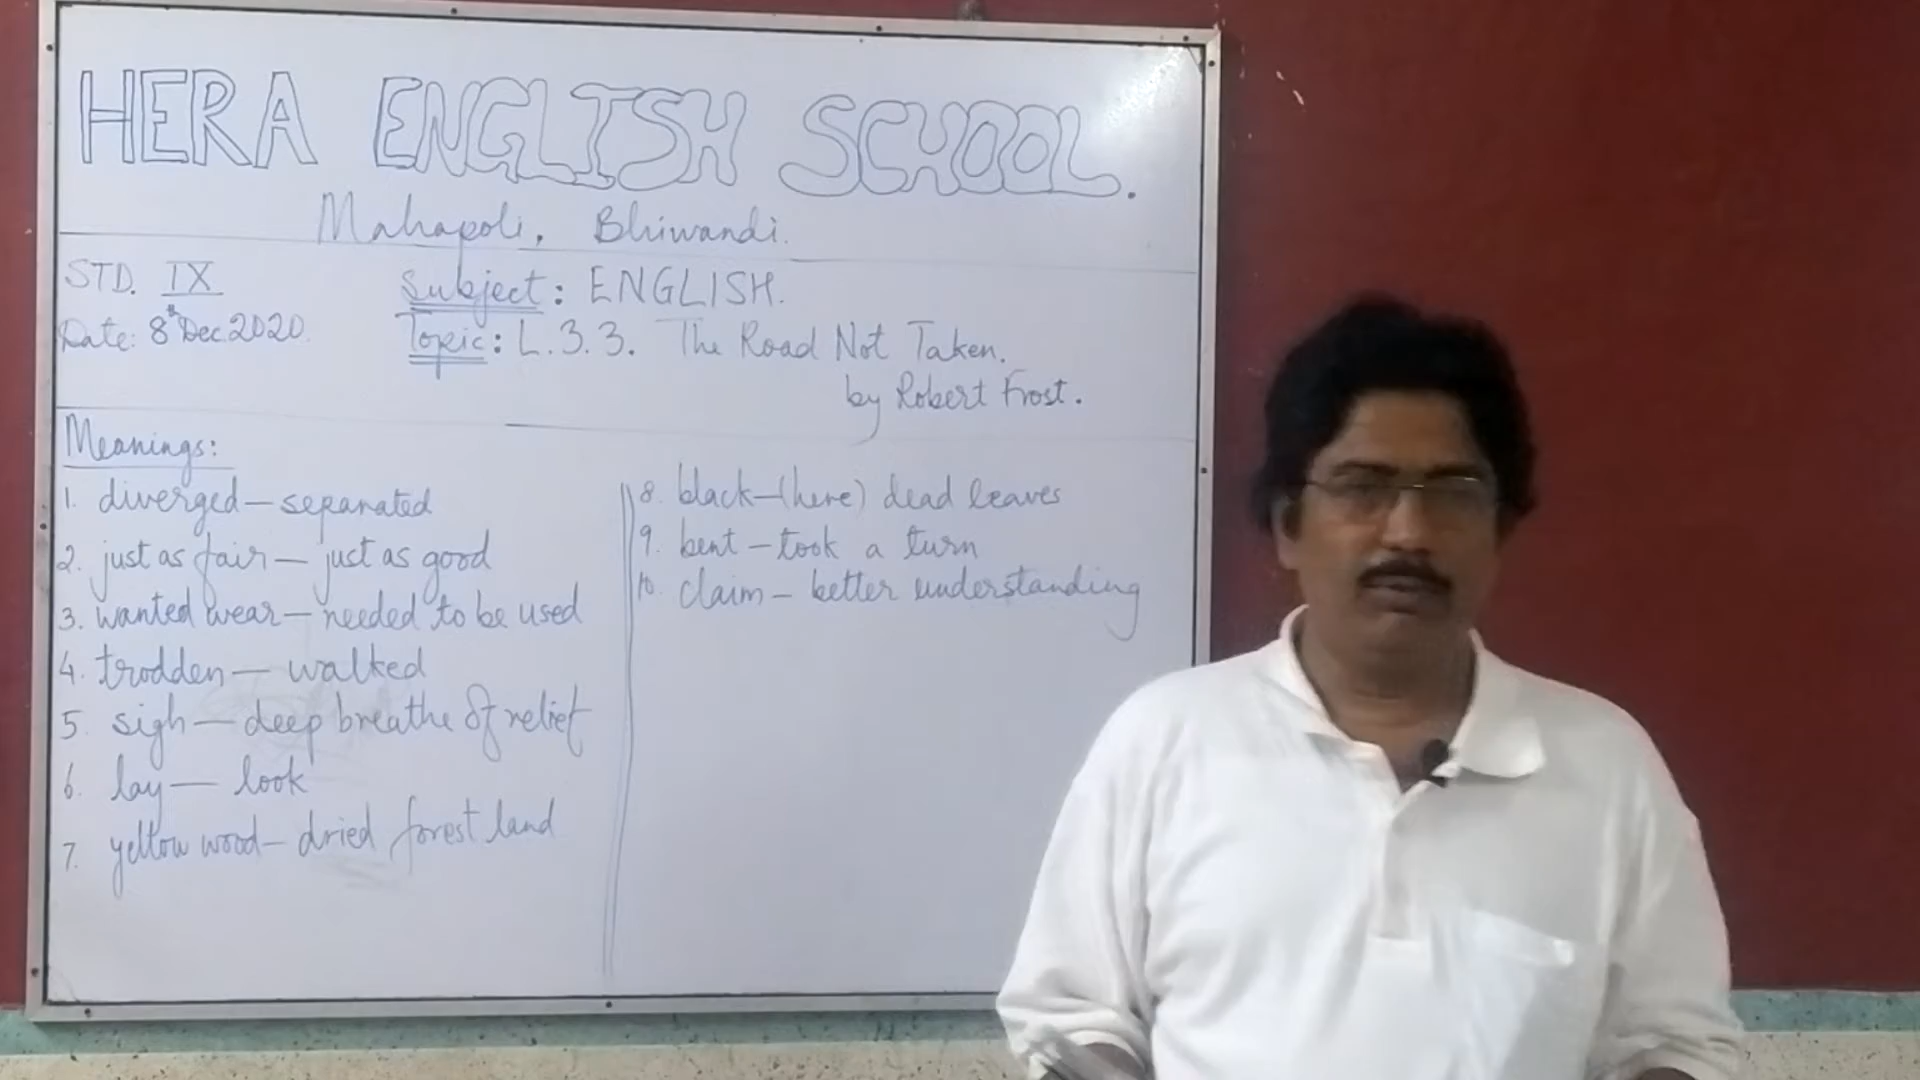 HERA ENGLISH SCHOOL.
Mahapoli, Bhiwandi.
STD. IX
Date: 8th Dec 2020.
Subject: ENGLISH.
Topic: L.3.3. The Road Not Taken.
by Robert Frost.
Meanings:
1. diverged — separated
2. just as fair — just as good
3. wanted wear — needed to be used
4. trodden — walked
5. sigh — deep breathe of relief
6. lay — look
7. yellow wood — dried forest land
8. black — (here) dead leaves
9. bent — took a turn
10. claim — better understanding